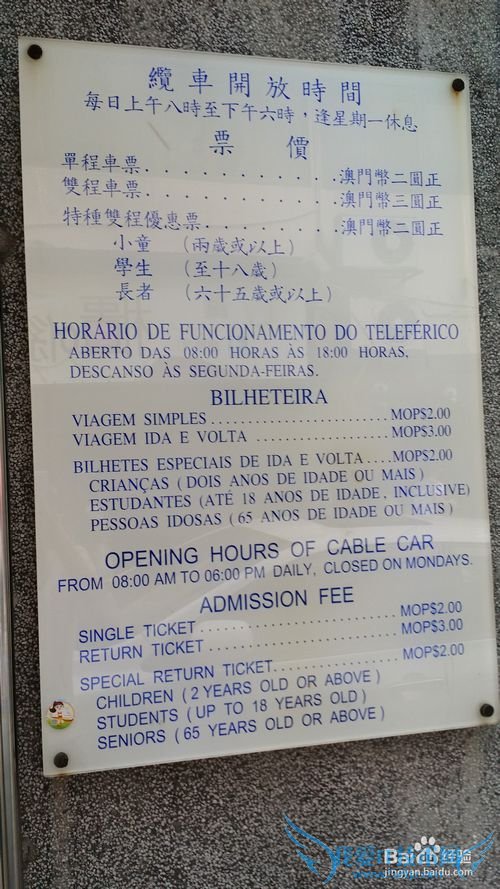 纜車開放時間
每日上午八時至下午六時，逢星期一休息
票 價
單程車票. . . . . . . . . . . . .澳門幣二圓正
雙程車票. . . . . . . . . . . . .澳門幣三圓正
特種雙程優惠票. . . . . . . . .澳門幣二圓正
小童 （兩歲或以上）
學生 （至十八歲）
長者 （六十五歲或以上）
HORÁRIO DE FUNCIONAMENTO DO TELEFÉRICO
ABERTO DAS 08:00 HORAS ÀS 18:00 HORAS,
DESCANSO ÀS SEGUNDA-FEIRAS.
BILHETEIRA
VIAGEM SIMPLES........................MOP$2.00
VIAGEM IDA E VOLTA ..................MOP$3.00
BILHETES ESPECIAIS DE IDA E VOLTA....MOP$2.00
CRIANÇAS (DOIS ANOS DE IDADE OU MAIS)
ESTUDANTES (ATÉ 18 ANOS DE IDADE, INCLUSIVE)
PESSOAS IDOSAS (65 ANOS DE IDADE OU MAIS)
OPENING HOURS OF CABLE CAR
FROM 08:00 AM TO 06:00 PM DAILY, CLOSED ON MONDAYS.
ADMISSION FEE
SINGLE TICKET.........................MOP$2.00
RETURN TICKET........................MOP$3.00
SPECIAL RETURN TICKET................MOP$2.00
CHILDREN (2 YEARS OLD OR ABOVE)
STUDENTS (UP TO 18 YEARS OLD)
SENIORS (65 YEARS OLD OR ABOVE)
Baidu经验
jingyan.baidu.com